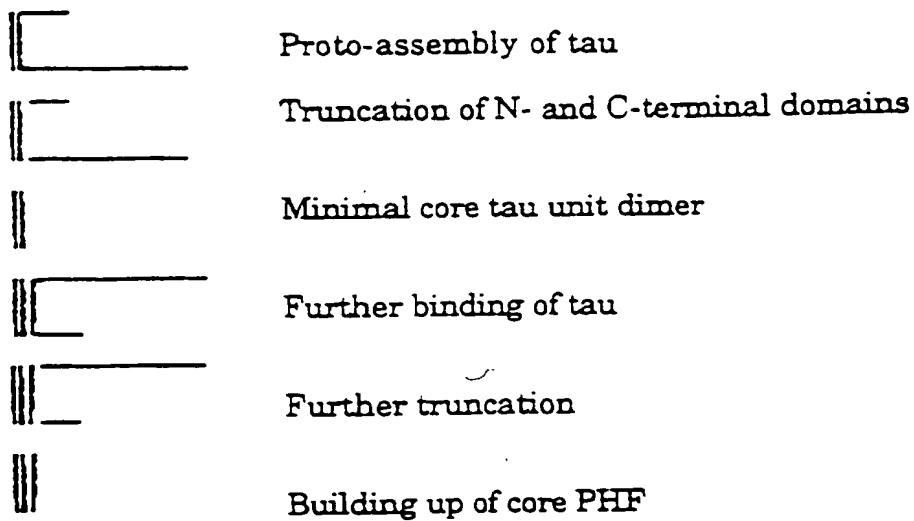 Proto-assembly of tau
Truncation of N- and C-terminal domains
Minimal core tau unit dimer
Further binding of tau
Further truncation
Building up of core PHF